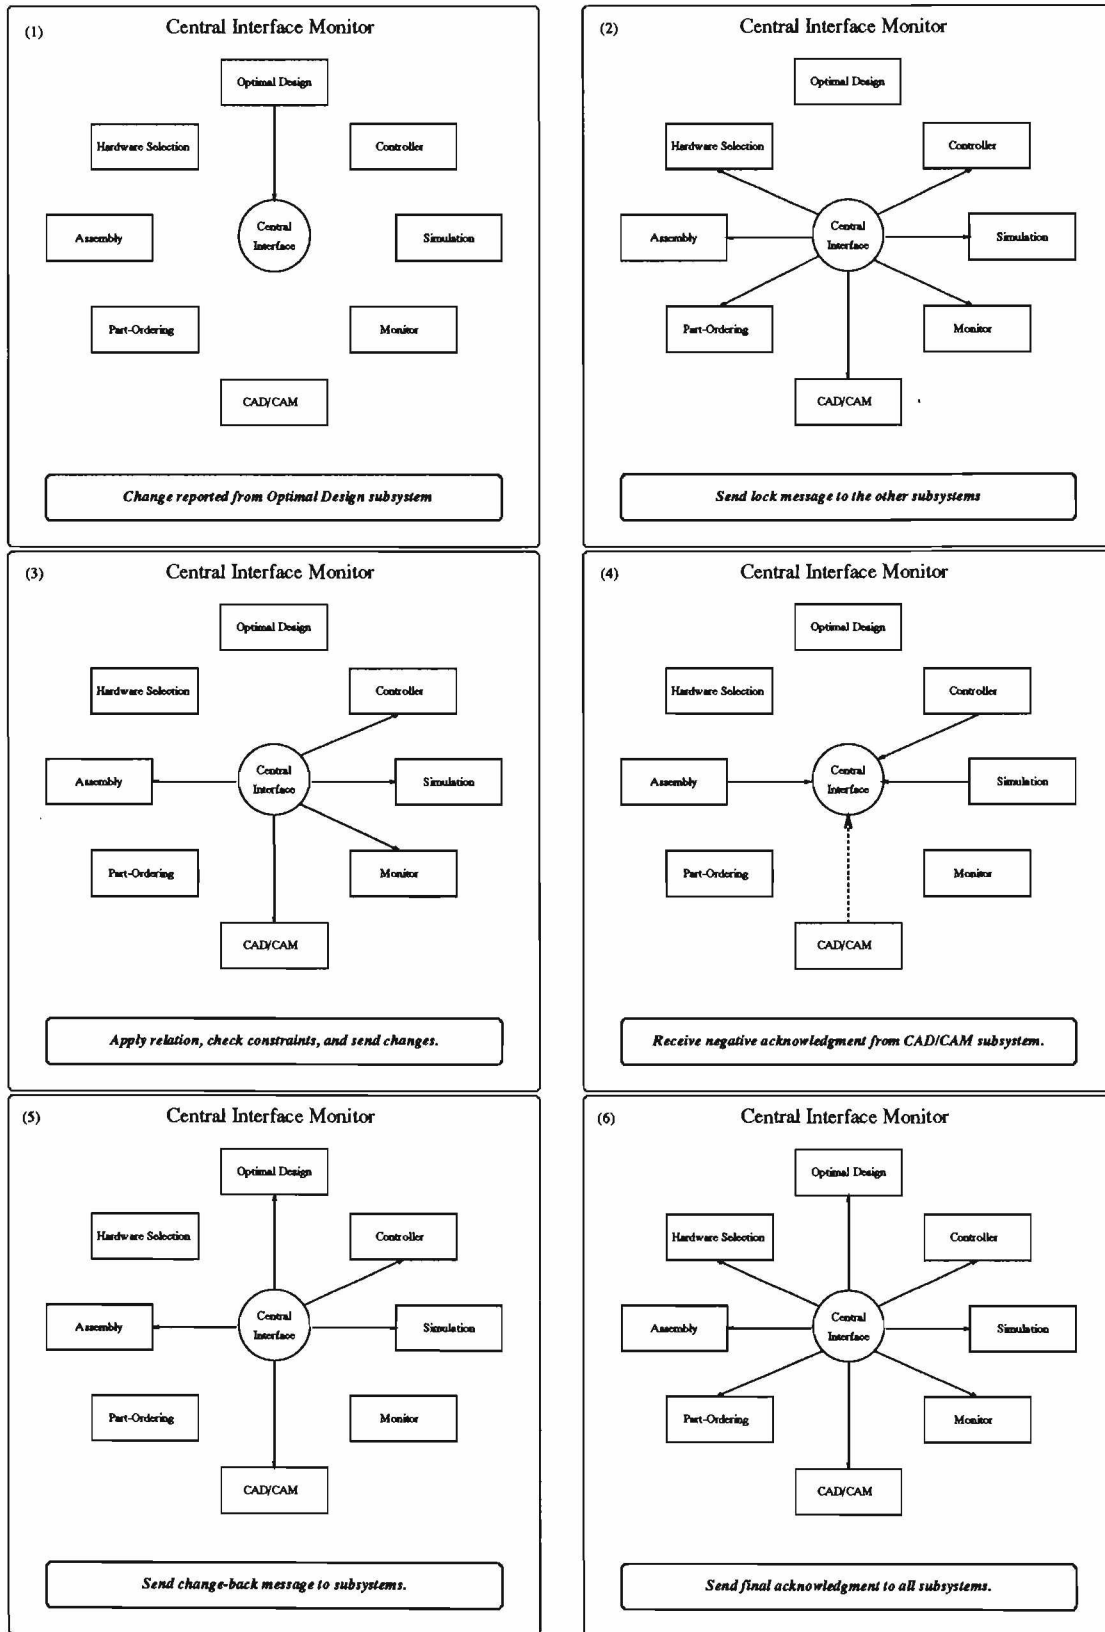 (1)
Central Interface Monitor
Optimal Design
Hardware Selection
Controller
Central
Interface
Assembly
Simulation
Part-Ordering
Monitor
CAD/CAM
Change reported from Optimal Design subsystem
(2)
Central Interface Monitor
Optimal Design
Hardware Selection
Controller
Central
Interface
Assembly
Simulation
Part-Ordering
Monitor
CAD/CAM
Send lock message to the other subsystems
(3)
Central Interface Monitor
Optimal Design
Hardware Selection
Controller
Central
Interface
Assembly
Simulation
Part-Ordering
Monitor
CAD/CAM
Apply relation, check constraints, and send changes.
(4)
Central Interface Monitor
Optimal Design
Hardware Selection
Controller
Central
Interface
Assembly
Simulation
Part-Ordering
Monitor
CAD/CAM
Receive negative acknowledgment from CAD/CAM subsystem.
(5)
Central Interface Monitor
Optimal Design
Hardware Selection
Controller
Central
Interface
Assembly
Simulation
Part-Ordering
Monitor
CAD/CAM
Send change-back message to subsystems.
(6)
Central Interface Monitor
Optimal Design
Hardware Selection
Controller
Central
Interface
Assembly
Simulation
Part-Ordering
Monitor
CAD/CAM
Send final acknowledgment to all subsystems.